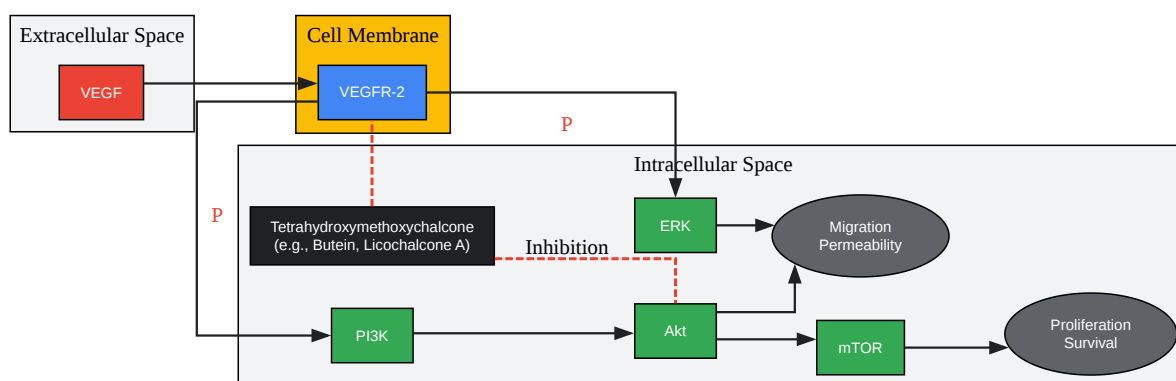 Extracellular Space
Cell Membrane
VEGF
VEGFR-2
P
Intracellular Space
P
Tetrahydroxymethoxychalcone
(e.g., Butein, Licochalcone A)
ERK
Migration
Permeability
Inhibition
PI3K
Akt
mTOR
Proliferation
Survival